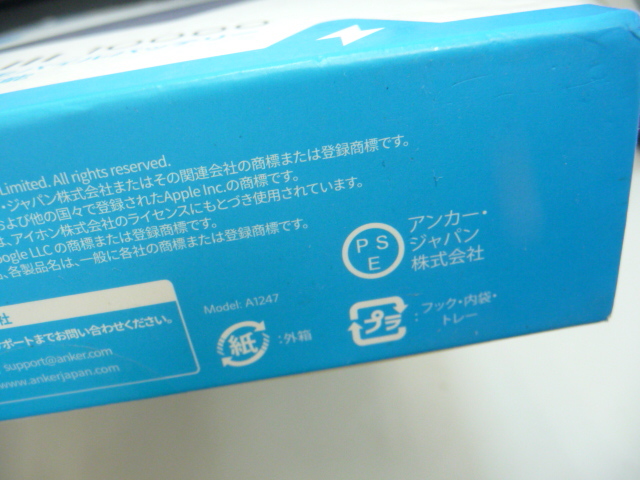 10000
Limited. All rights reserved.
・ジャパン株式会社またはその関連会社の商標または登録商標です。
および他の国々で登録されたApple Inc.の商標です。
は、アイホン株式会社のライセンスにもとづき使用されています。
oogle LLC の商標または登録商標です。
、各製品名は、一般に各社の商標または登録商標です。
P S E
アンカー・
ジャパン
株式会社
社
ポートまでお問い合わせください。
support@anker.com
www.ankerjapan.com
Model: A1247
紙
:外箱
プラ
:フック・内袋・
トレー